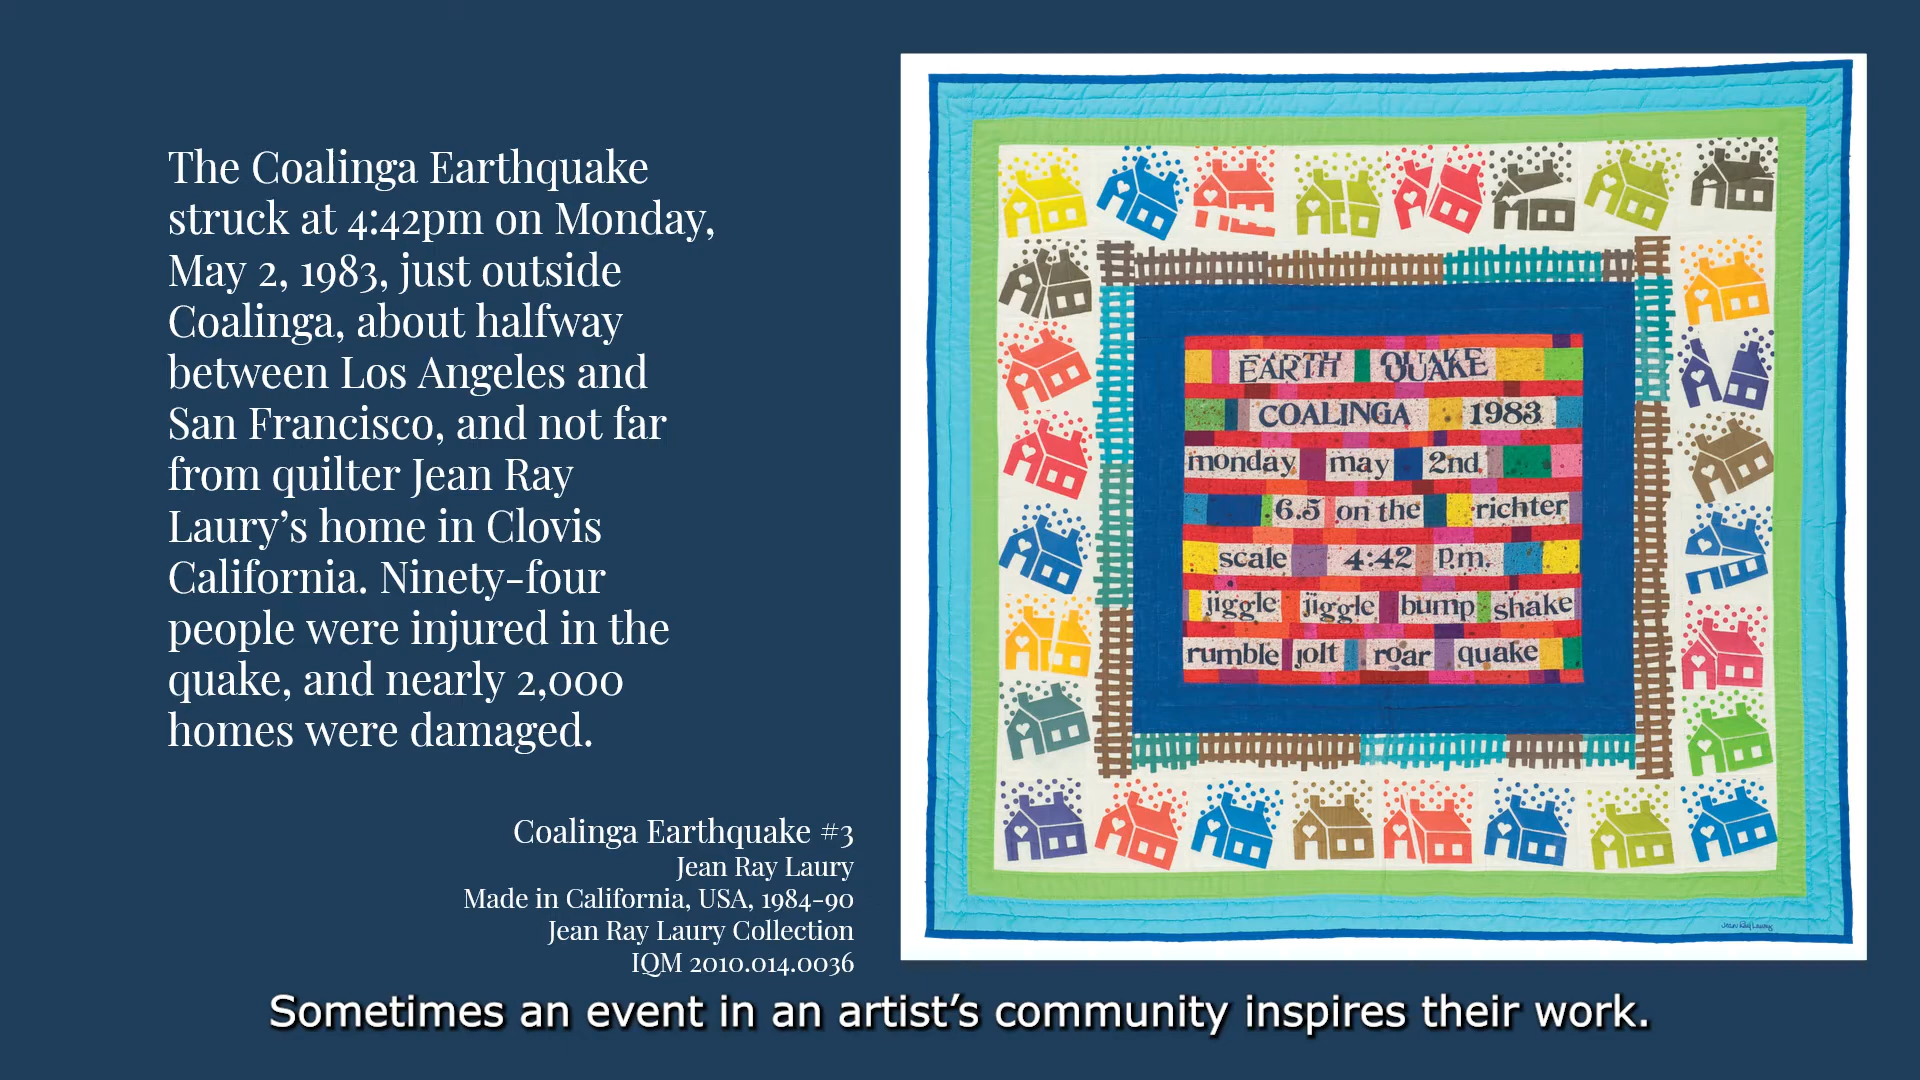 The Coalinga Earthquake
struck at 4:42pm on Monday,
May 2, 1983, just outside
Coalinga, about halfway
between Los Angeles and
San Francisco, and not far
from quilter Jean Ray
Laury’s home in Clovis
California. Ninety-four
people were injured in the
quake, and nearly 2,000
homes were damaged.
Coalinga Earthquake #3
Jean Ray Laury
Made in California, USA, 1984-90
Jean Ray Laury Collection
IQM 2010.014.0036
EARTH QUAKE
COALINGA 1983
monday may 2nd
6.5 on the richter
scale 4:42 p.m.
jiggle jiggle bump shake
rumble jolt roar quake
Jean Ray Laury
Sometimes an event in an artist’s community inspires their work.